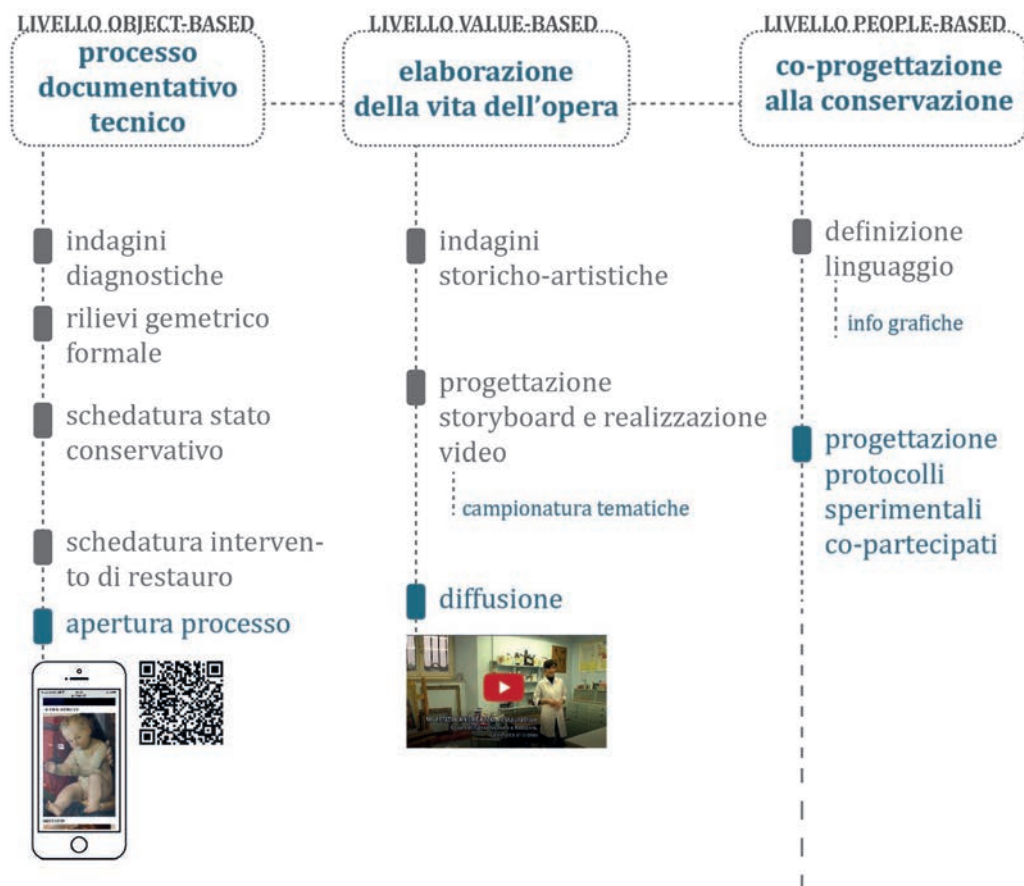 LIVELLO OBJECT-BASED
processo
documentativo
tecnico
indagini
diagnostiche
rilievi gemetrico
formale
schedatura stato
conservativo
schedatura interven-
to di restauro
apertura processo
LIVELLO VALUE-BASED
elaborazione
della vita dell'opera
indagini
storicho-artistiche
progettazione
storyboard e realizzazione
video
campionatura tematiche
diffusione
LIVELLO PEOPLE-BASED
co-progettazione
alla conservazione
definizione
linguaggio
info grafiche
progettazione
protocolli
sperimentali
co-partecipati